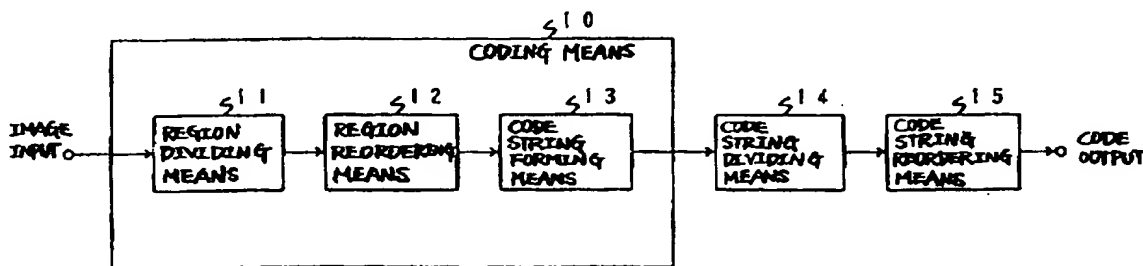 10
CODING MEANS
IMAGE
INPUT
11
REGION
DIVIDING
MEANS
12
REGION
REORDERING
MEANS
13
CODE
STRING
FORMING
MEANS
14
CODE
STRING
DIVIDING
MEANS
15
CODE
STRING
REORDERING
MEANS
CODE
OUTPUT